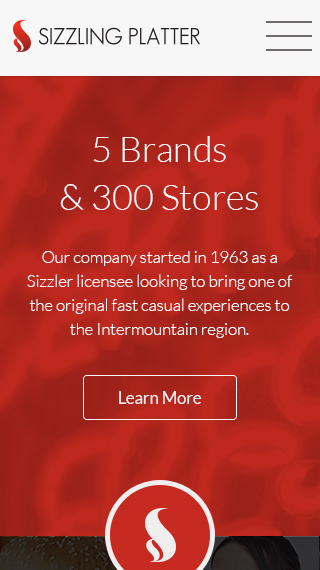 SIZZLING PLATTER
5 Brands
& 300 Stores
Our company started in 1963 as a
Sizzler licensee looking to bring one of
the original fast casual experiences to
the Intermountain region.
Learn More